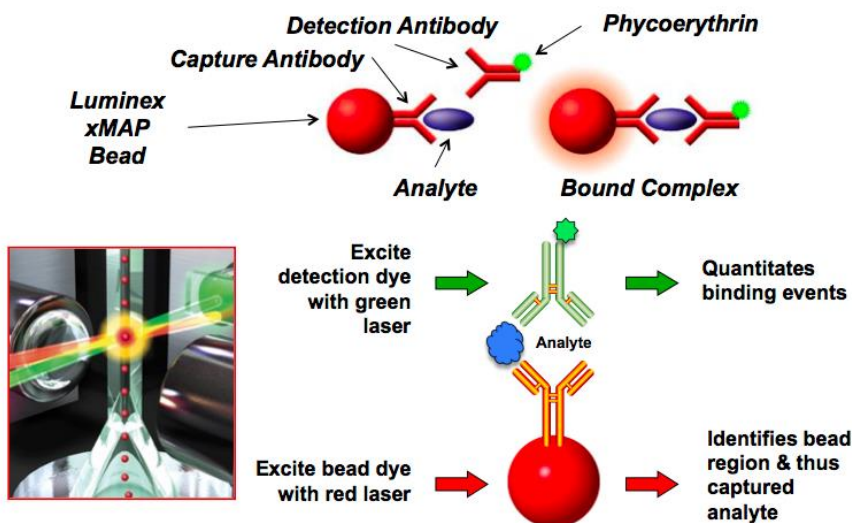 Detection Antibody
Phycoerythrin
Capture Antibody
Luminex
xMAP
Bead
Analyte
Bound Complex
Excite
detection dye
with green
laser
Quantitates
binding events
Analyte
Excite bead dye
with red laser
Identifies bead
region & thus
captured
analyte